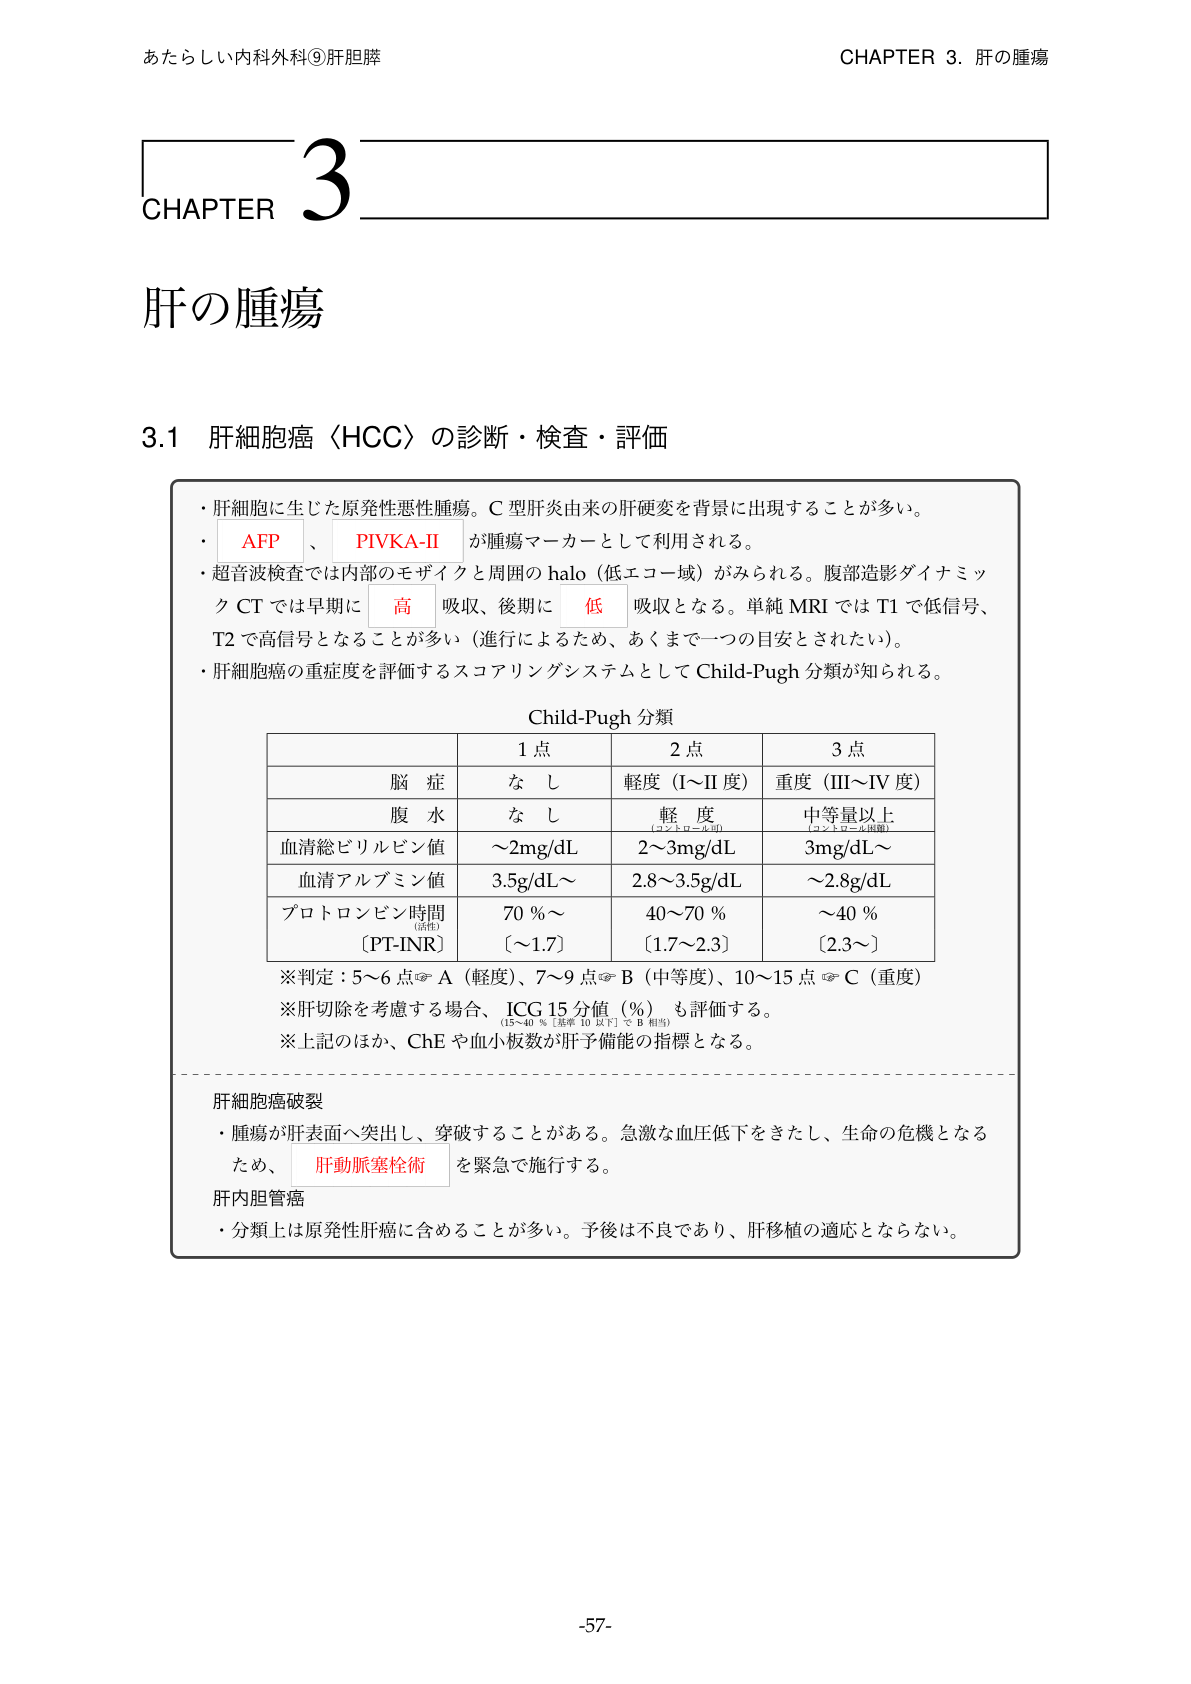 あたらしい内科外科⑨肝胆膵
CHAPTER 3. 肝の腫瘍
CHAPTER 3
肝の腫瘍
3.1 肝細胞癌〈HCC〉の診断・検査・評価
・肝細胞に生じた原発性悪性腫瘍。C 型肝炎由来の肝硬変を背景に出現することが多い。
・ AFP 、 PIVKA-II が腫瘍マーカーとして利用される。
・超音波検査では内部のモザイクと周囲の halo（低エコー域）がみられる。腹部造影ダイナミッ
ク CT では早期に 高 吸収、後期に 低 吸収となる。単純 MRI では T1 で低信号、
T2 で高信号となることが多い（進行によるため、あくまで一つの目安とされたい）。
・肝細胞癌の重症度を評価するスコアリングシステムとして Child-Pugh 分類が知られる。
Child-Pugh 分類
1 点 2 点 3 点
脳 症 な し 軽度（I〜II 度） 重度（III〜IV 度）
腹 水 な し 軽 度 中等量以上
（コントロール可） （コントロール困難）
血清総ビリルビン値 〜2mg/dL 2〜3mg/dL 3mg/dL〜
血清アルブミン値 3.5g/dL〜 2.8〜3.5g/dL 〜2.8g/dL
プロトロンビン時間 70 %〜 40〜70 % 〜40 %
（活性）
〔PT-INR〕 〔〜1.7〕 〔1.7〜2.3〕 〔2.3〜〕
※判定：5〜6 点☞ A（軽度）、7〜9 点☞ B（中等度）、10〜15 点 ☞ C（重度）
※肝切除を考慮する場合、 ICG 15 分値（%） も評価する。
（15〜40 %［基準 10 以下］で B 相当）
※上記のほか、ChE や血小板数が肝予備能の指標となる。
肝細胞癌破裂
・腫瘍が肝表面へ突出し、穿破することがある。急激な血圧低下をきたし、生命の危機となる
ため、 肝動脈塞栓術 を緊急で施行する。
肝内胆管癌
・分類上は原発性肝癌に含めることが多い。予後は不良であり、肝移植の適応とならない。
-57-